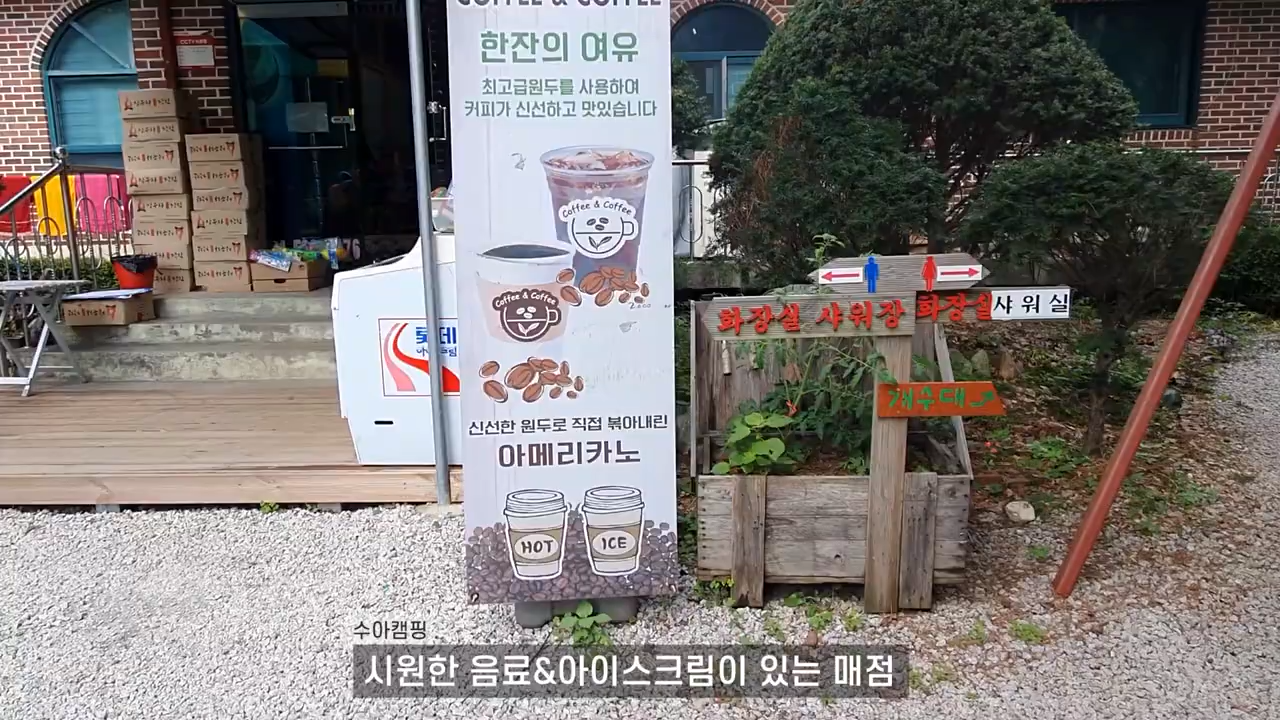 COFFEE & COFFEE
한잔의 여유
최고급원두를 사용하여
커피가 신선하고 맛있습니다
Coffee & Coffee
Coffee & Coffee
신선한 원두로 직접 볶아내린
아메리카노
HOT
ICE
CCTV
롯데
화장실 샤워장
화장실
샤워실
개수대
수아캠핑
시원한 음료&아이스크림이 있는 매점